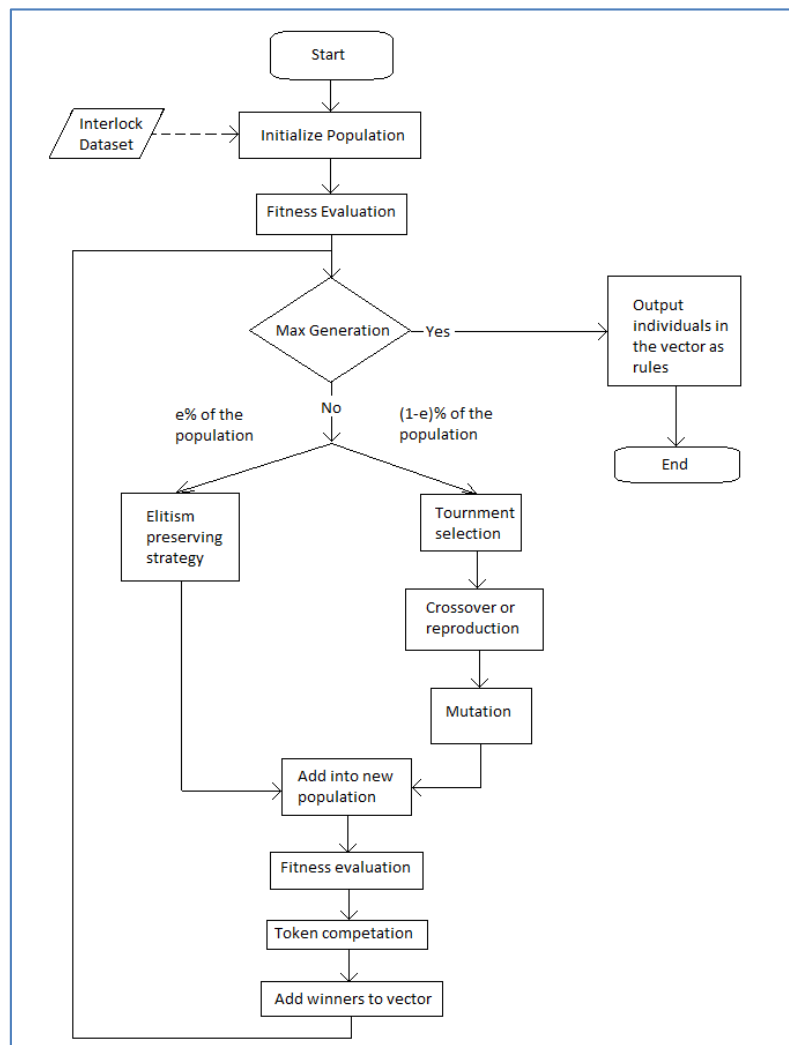 Start
Interlock
Dataset
Initialize Population
Fitness Evaluation
Max Generation
Yes
Output
individuals in
the vector as
rules
No
e% of the
population
(1-e)% of the
population
End
Elitism
preserving
strategy
Tournment
selection
Crossover or
reproduction
Mutation
Add into new
population
Fitness evaluation
Token competation
Add winners to vector